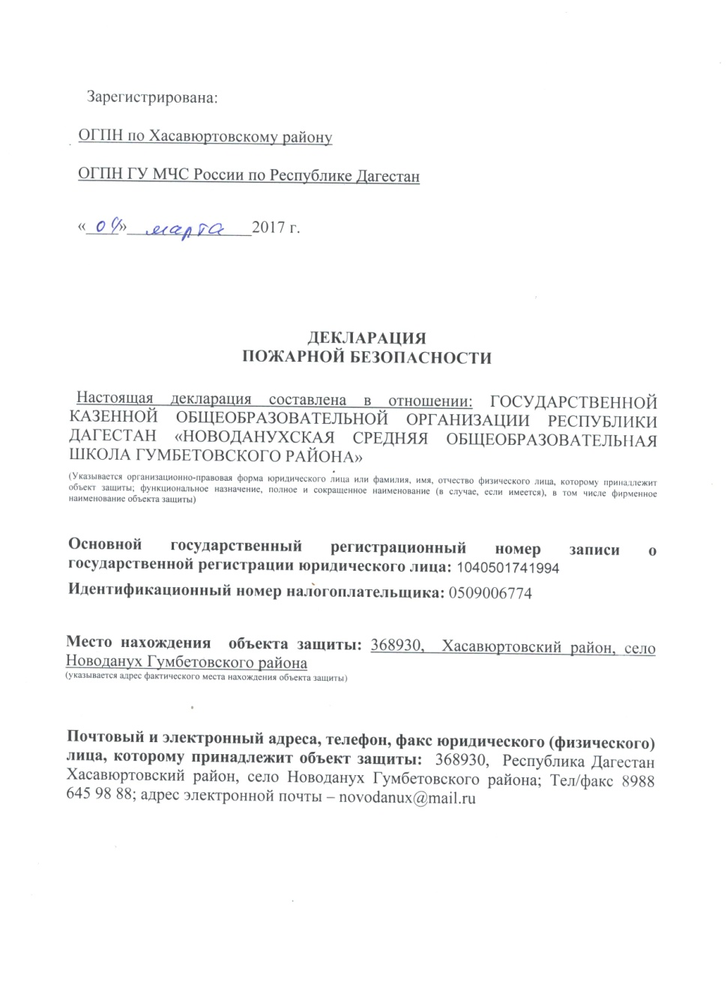 Зарегистрирована:
ОГПН по Хасавюртовскому району
ОГПН ГУ МЧС России по Республике Дагестан
«04» марта 2017 г.
ДЕКЛАРАЦИЯ
ПОЖАРНОЙ БЕЗОПАСНОСТИ
Настоящая декларация составлена в отношении: ГОСУДАРСТВЕННОЙ
КАЗЕННОЙ ОБЩЕОБРАЗОВАТЕЛЬНОЙ ОРГАНИЗАЦИИ РЕСПУБЛИКИ
ДАГЕСТАН «НОВОДАНУХСКАЯ СРЕДНЯЯ ОБЩЕОБРАЗОВАТЕЛЬНАЯ
ШКОЛА ГУМБЕТОВСКОГО РАЙОНА»
(Указывается организационно-правовая форма юридического лица или фамилия, имя, отчество физического лица, которому принадлежит
объект защиты; функциональное назначение, полное и сокращенное наименование (в случае, если имеется), в том числе фирменное
наименование объекта защиты)
Основной государственный регистрационный номер записи о
государственной регистрации юридического лица: 1040501741994
Идентификационный номер налогоплательщика: 0509006774
Место нахождения объекта защиты: 368930, Хасавюртовский район, село
Новоданух Гумбетовского района
(указывается адрес фактического места нахождения объекта защиты)
Почтовый и электронный адреса, телефон, факс юридического (физического)
лица, которому принадлежит объект защиты: 368930, Республика Дагестан
Хасавюртовский район, село Новоданух Гумбетовского района; Тел/факс 8988
645 98 88; адрес электронной почты – novodanux@mail.ru